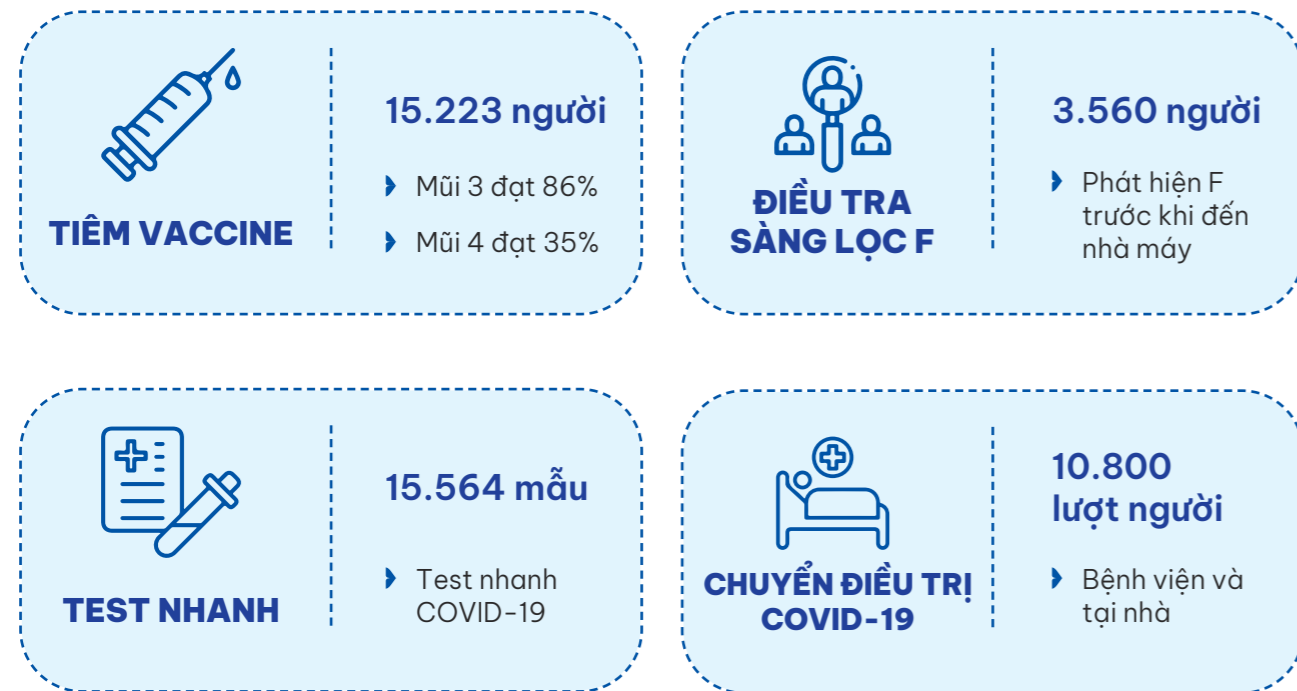 TIÊM VACCINE
15.223 người
Mũi 3 đạt 86%
Mũi 4 đạt 35%
ĐIỀU TRA
SÀNG LỌC F
3.560 người
Phát hiện F
trước khi đến
nhà máy
TEST NHANH
15.564 mẫu
Test nhanh
COVID-19
CHUYỂN ĐIỀU TRỊ
COVID-19
10.800
lượt người
Bệnh viện và
tại nhà